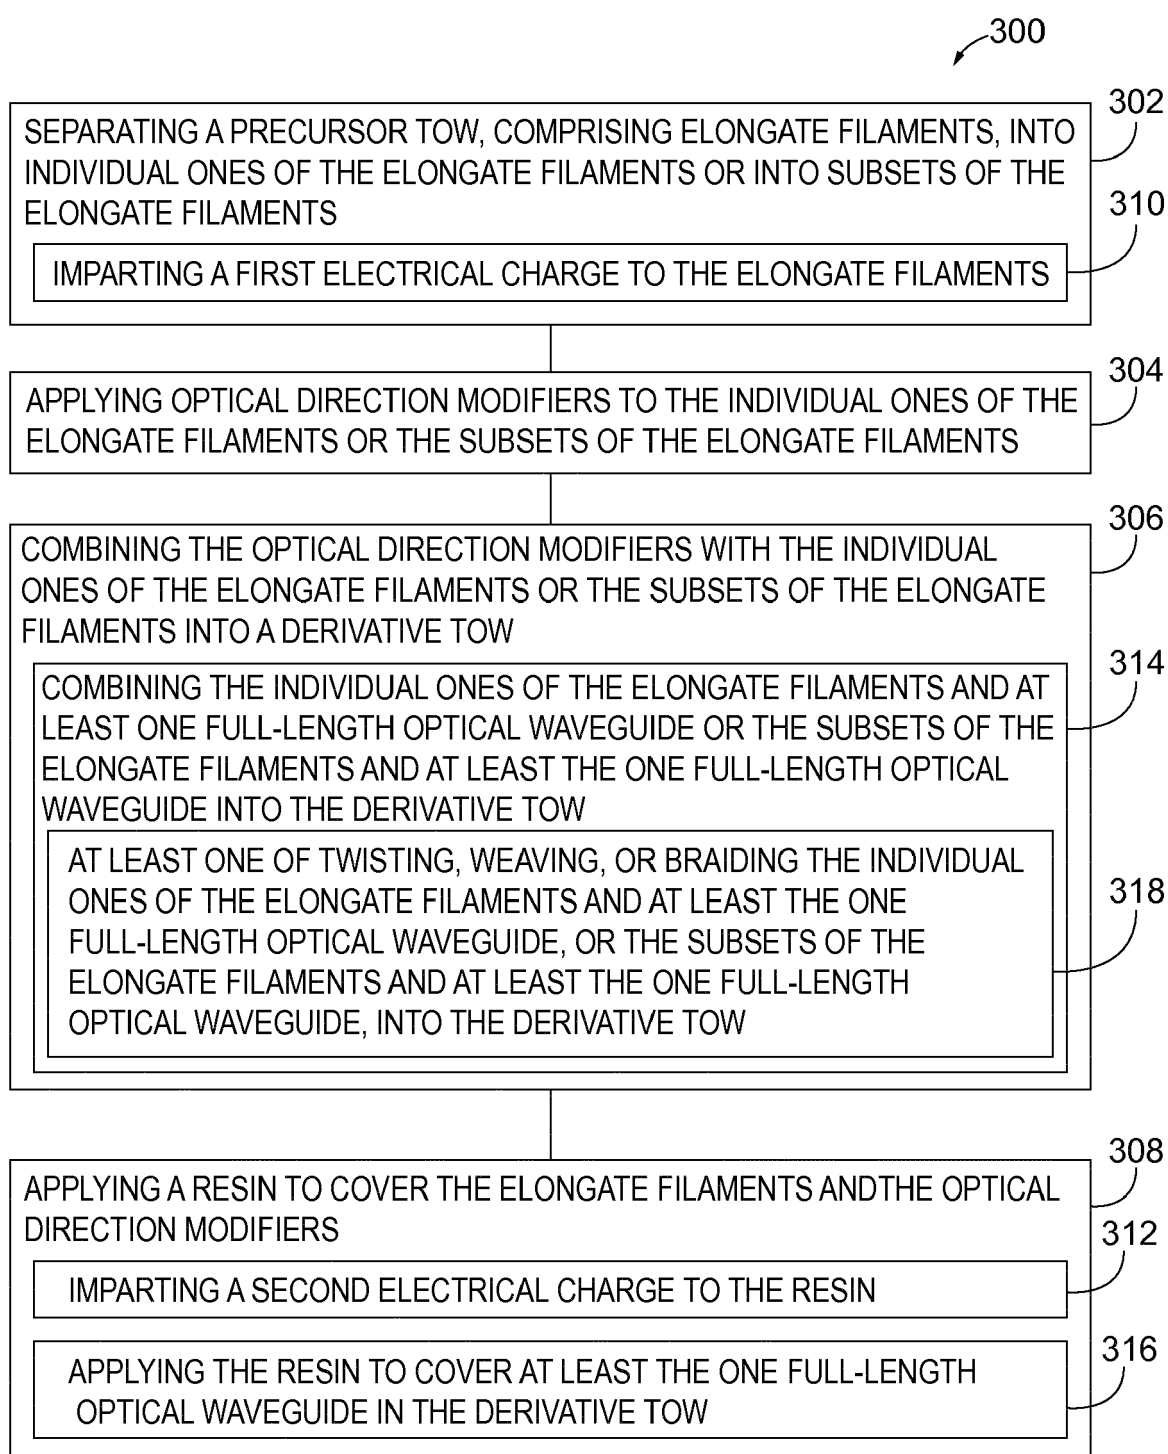 300
302
SEPARATING A PRECURSOR TOW, COMPRISING ELONGATE FILAMENTS, INTO
INDIVIDUAL ONES OF THE ELONGATE FILAMENTS OR INTO SUBSETS OF THE
ELONGATE FILAMENTS
310
IMPARTING A FIRST ELECTRICAL CHARGE TO THE ELONGATE FILAMENTS
304
APPLYING OPTICAL DIRECTION MODIFIERS TO THE INDIVIDUAL ONES OF THE
ELONGATE FILAMENTS OR THE SUBSETS OF THE ELONGATE FILAMENTS
306
COMBINING THE OPTICAL DIRECTION MODIFIERS WITH THE INDIVIDUAL
ONES OF THE ELONGATE FILAMENTS OR THE SUBSETS OF THE ELONGATE
FILAMENTS INTO A DERIVATIVE TOW
314
COMBINING THE INDIVIDUAL ONES OF THE ELONGATE FILAMENTS AND AT
LEAST ONE FULL-LENGTH OPTICAL WAVEGUIDE OR THE SUBSETS OF THE
ELONGATE FILAMENTS AND AT LEAST THE ONE FULL-LENGTH OPTICAL
WAVEGUIDE INTO THE DERIVATIVE TOW
AT LEAST ONE OF TWISTING, WEAVING, OR BRAIDING THE INDIVIDUAL
ONES OF THE ELONGATE FILAMENTS AND AT LEAST THE ONE
318
FULL-LENGTH OPTICAL WAVEGUIDE, OR THE SUBSETS OF THE
ELONGATE FILAMENTS AND AT LEAST THE ONE FULL-LENGTH
OPTICAL WAVEGUIDE, INTO THE DERIVATIVE TOW
308
APPLYING A RESIN TO COVER THE ELONGATE FILAMENTS ANDTHE OPTICAL
DIRECTION MODIFIERS
312
IMPARTING A SECOND ELECTRICAL CHARGE TO THE RESIN
316
APPLYING THE RESIN TO COVER AT LEAST THE ONE FULL-LENGTH
OPTICAL WAVEGUIDE IN THE DERIVATIVE TOW